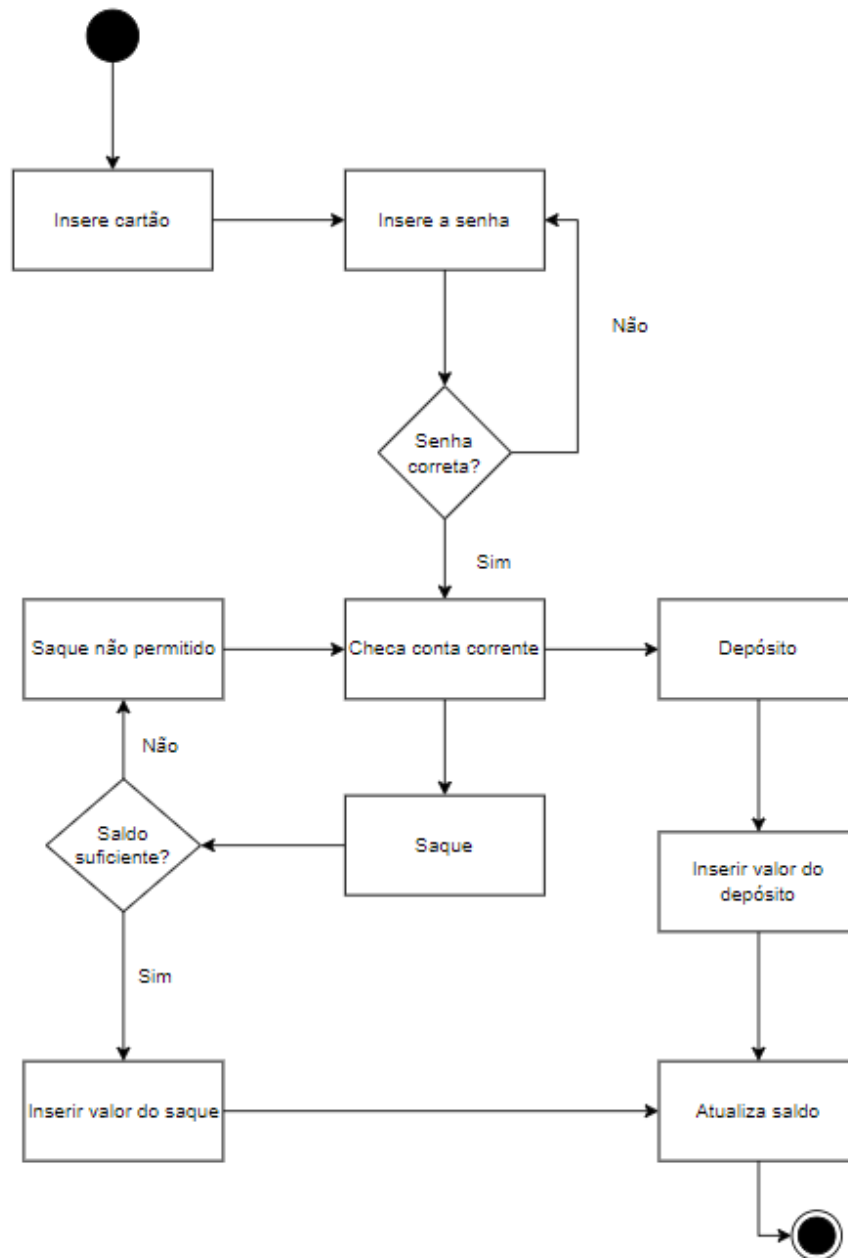 Insere cartão
Insere a senha
Não
Senha
correta?
Sim
Saque não permitido
Checa conta corrente
Depósito
Não
Saldo
suficiente?
Saque
Inserir valor do
depósito
Sim
Inserir valor do saque
Atualiza saldo